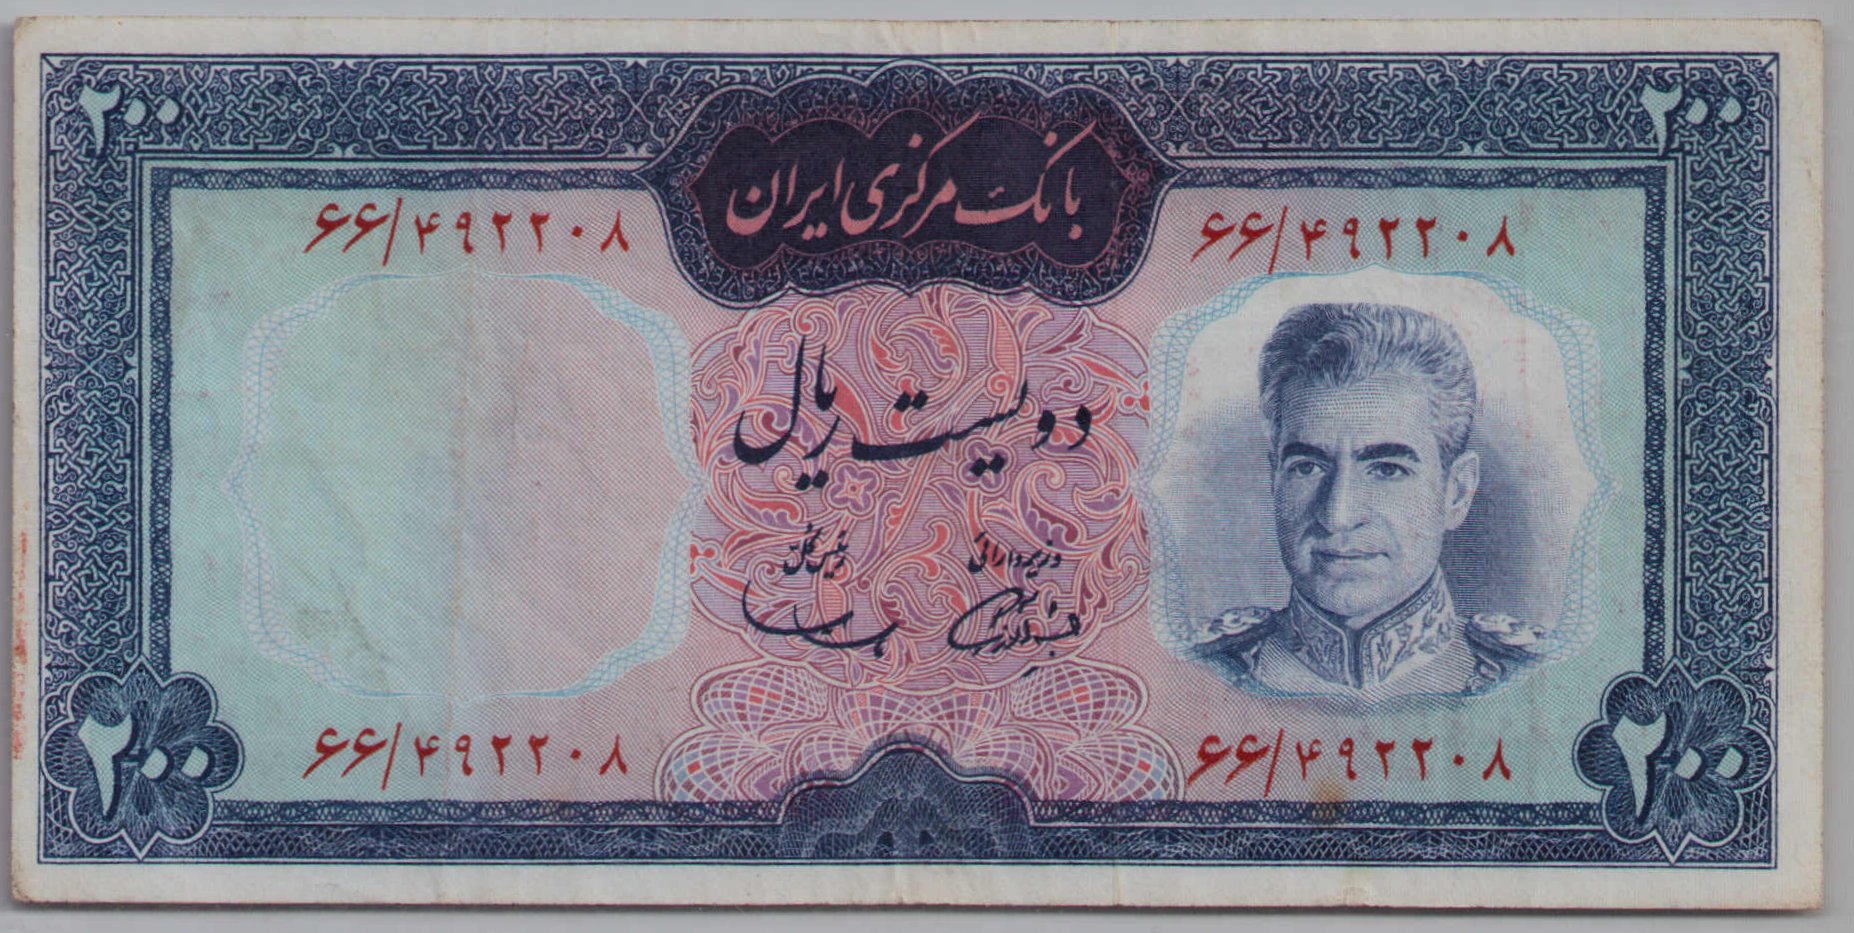 ۲۰۰
۲۰۰
بانک مرکزی ایران
۶۶/۴۹۲۲۰۸
۶۶/۴۹۲۲۰۸
دویست ریال
وزیر دارائی
رئیس کل
۶۶/۴۹۲۲۰۸
۶۶/۴۹۲۲۰۸
۲۰۰
۲۰۰